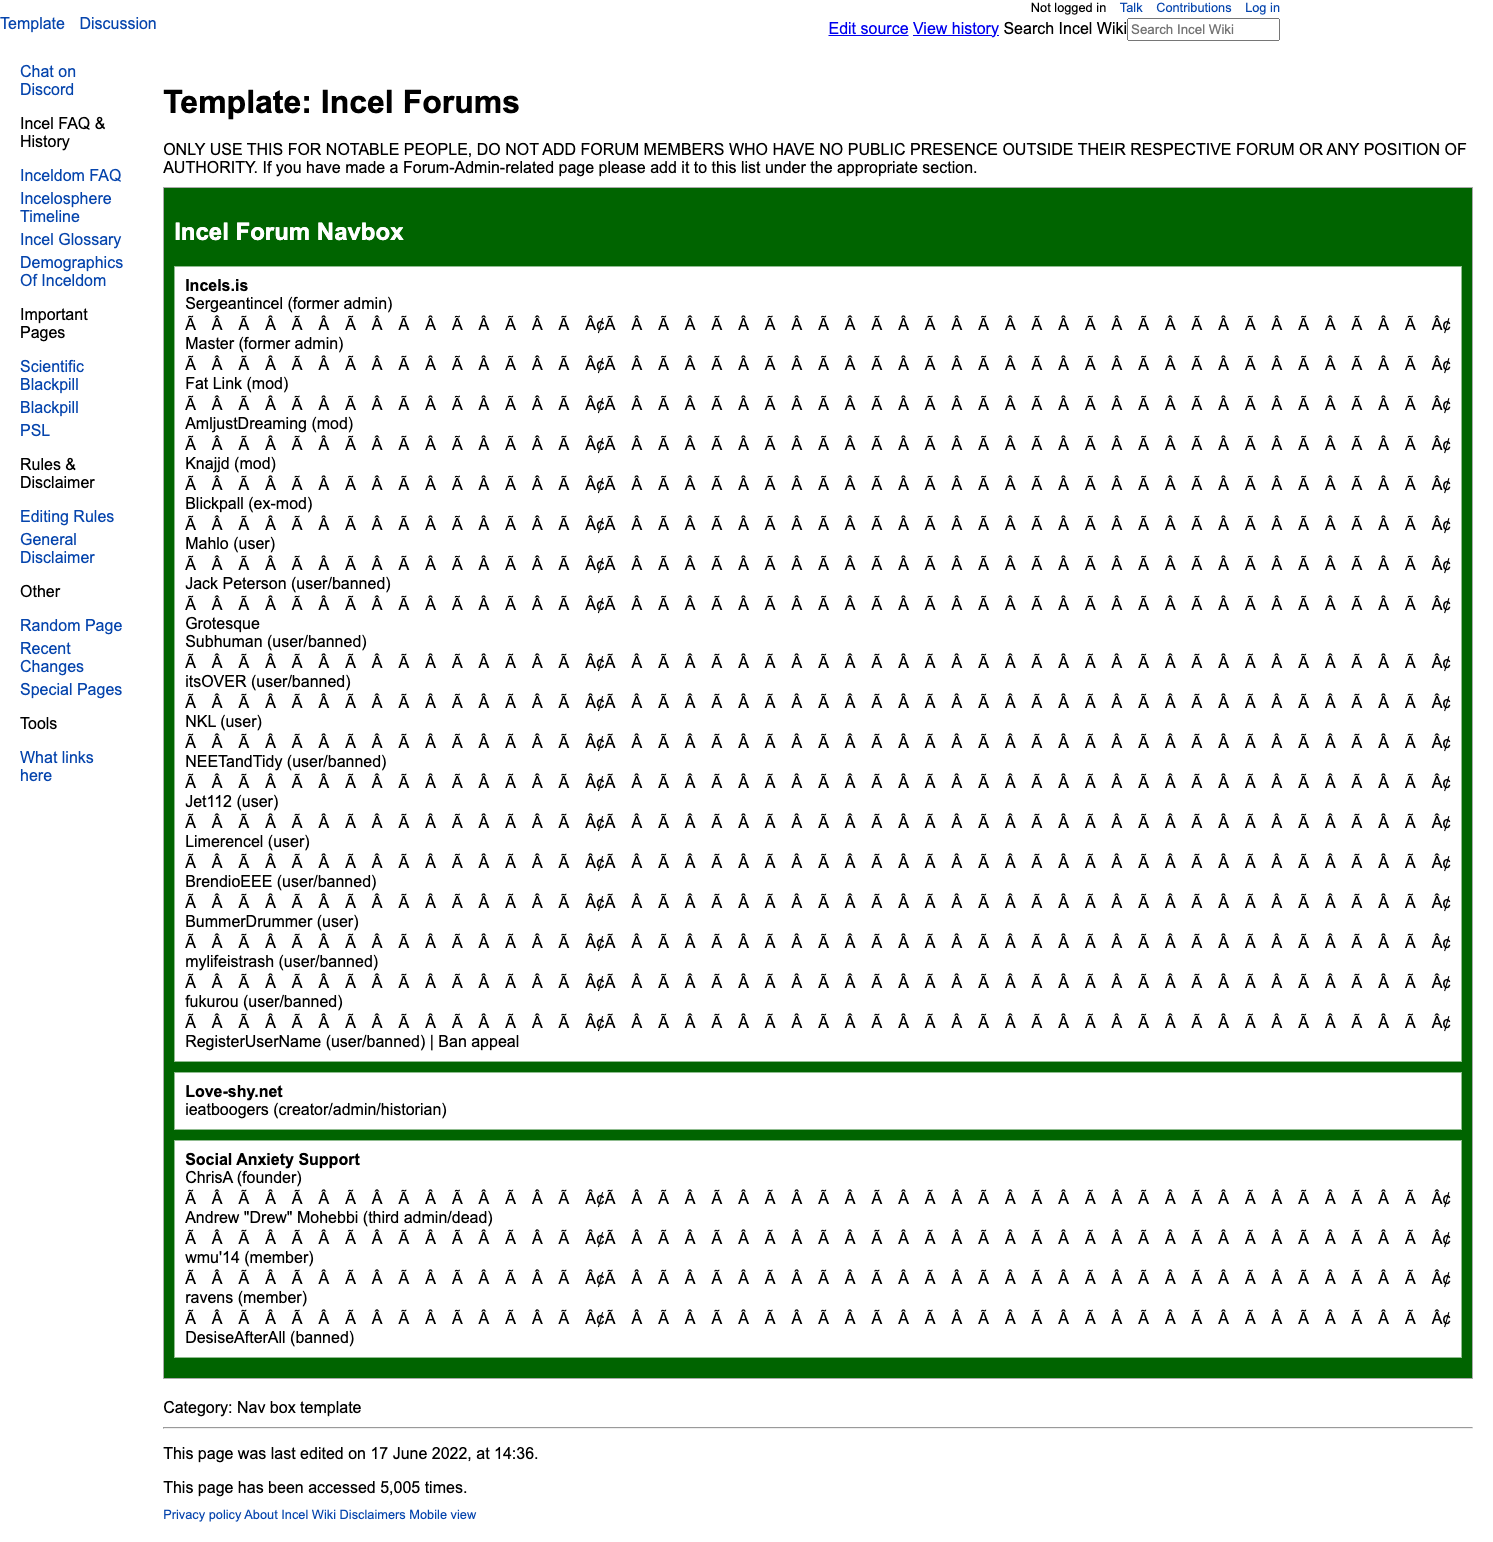 Not logged in Talk Contributions Log in
Template Discussion
Edit source View history Search Incel Wiki Search Incel Wiki
Chat on
Discord
Incel FAQ &
History
Inceldom FAQ
Incelosphere
Timeline
Incel Glossary
Demographics
Of Inceldom
Important
Pages
Scientific
Blackpill
Blackpill
PSL
Rules &
Disclaimer
Editing Rules
General
Disclaimer
Other
Random Page
Recent
Changes
Special Pages
Tools
What links
here
Template: Incel Forums
ONLY USE THIS FOR NOTABLE PEOPLE, DO NOT ADD FORUM MEMBERS WHO HAVE NO PUBLIC PRESENCE OUTSIDE THEIR RESPECTIVE FORUM OR ANY POSITION OF
AUTHORITY. If you have made a Forum-Admin-related page please add it to this list under the appropriate section.
Incel Forum Navbox
Incels.is
Sergeantincel (former admin)
Ã Â Ã Â Ã Â Ã Â Ã Â Ã Â Ã Â Ã Â¢Ã Â Ã Â Ã Â Ã Â Ã Â Ã Â Ã Â Ã Â Ã Â Ã Â Ã Â Ã Â Ã Â Ã Â Ã Â Ã Â¢
Master (former admin)
Ã Â Ã Â Ã Â Ã Â Ã Â Ã Â Ã Â Ã Â¢Ã Â Ã Â Ã Â Ã Â Ã Â Ã Â Ã Â Ã Â Ã Â Ã Â Ã Â Ã Â Ã Â Ã Â Ã Â Ã Â¢
Fat Link (mod)
Ã Â Ã Â Ã Â Ã Â Ã Â Ã Â Ã Â Ã Â¢Ã Â Ã Â Ã Â Ã Â Ã Â Ã Â Ã Â Ã Â Ã Â Ã Â Ã Â Ã Â Ã Â Ã Â Ã Â Ã Â¢
AmljustDreaming (mod)
Ã Â Ã Â Ã Â Ã Â Ã Â Ã Â Ã Â Ã Â¢Ã Â Ã Â Ã Â Ã Â Ã Â Ã Â Ã Â Ã Â Ã Â Ã Â Ã Â Ã Â Ã Â Ã Â Ã Â Ã Â¢
Knajjd (mod)
Ã Â Ã Â Ã Â Ã Â Ã Â Ã Â Ã Â Ã Â¢Ã Â Ã Â Ã Â Ã Â Ã Â Ã Â Ã Â Ã Â Ã Â Ã Â Ã Â Ã Â Ã Â Ã Â Ã Â Ã Â¢
Blickpall (ex-mod)
Ã Â Ã Â Ã Â Ã Â Ã Â Ã Â Ã Â Ã Â¢Ã Â Ã Â Ã Â Ã Â Ã Â Ã Â Ã Â Ã Â Ã Â Ã Â Ã Â Ã Â Ã Â Ã Â Ã Â Ã Â¢
Mahlo (user)
Ã Â Ã Â Ã Â Ã Â Ã Â Ã Â Ã Â Ã Â¢Ã Â Ã Â Ã Â Ã Â Ã Â Ã Â Ã Â Ã Â Ã Â Ã Â Ã Â Ã Â Ã Â Ã Â Ã Â Ã Â¢
Jack Peterson (user/banned)
Ã Â Ã Â Ã Â Ã Â Ã Â Ã Â Ã Â Ã Â¢Ã Â Ã Â Ã Â Ã Â Ã Â Ã Â Ã Â Ã Â Ã Â Ã Â Ã Â Ã Â Ã Â Ã Â Ã Â Ã Â¢
Grotesque
Subhuman (user/banned)
Ã Â Ã Â Ã Â Ã Â Ã Â Ã Â Ã Â Ã Â¢Ã Â Ã Â Ã Â Ã Â Ã Â Ã Â Ã Â Ã Â Ã Â Ã Â Ã Â Ã Â Ã Â Ã Â Ã Â Ã Â¢
itsOVER (user/banned)
Ã Â Ã Â Ã Â Ã Â Ã Â Ã Â Ã Â Ã Â¢Ã Â Ã Â Ã Â Ã Â Ã Â Ã Â Ã Â Ã Â Ã Â Ã Â Ã Â Ã Â Ã Â Ã Â Ã Â Ã Â¢
NKL (user)
Ã Â Ã Â Ã Â Ã Â Ã Â Ã Â Ã Â Ã Â¢Ã Â Ã Â Ã Â Ã Â Ã Â Ã Â Ã Â Ã Â Ã Â Ã Â Ã Â Ã Â Ã Â Ã Â Ã Â Ã Â¢
NEETandTidy (user/banned)
Ã Â Ã Â Ã Â Ã Â Ã Â Ã Â Ã Â Ã Â¢Ã Â Ã Â Ã Â Ã Â Ã Â Ã Â Ã Â Ã Â Ã Â Ã Â Ã Â Ã Â Ã Â Ã Â Ã Â Ã Â¢
Jet112 (user)
Ã Â Ã Â Ã Â Ã Â Ã Â Ã Â Ã Â Ã Â¢Ã Â Ã Â Ã Â Ã Â Ã Â Ã Â Ã Â Ã Â Ã Â Ã Â Ã Â Ã Â Ã Â Ã Â Ã Â Ã Â¢
Limerencel (user)
Ã Â Ã Â Ã Â Ã Â Ã Â Ã Â Ã Â Ã Â¢Ã Â Ã Â Ã Â Ã Â Ã Â Ã Â Ã Â Ã Â Ã Â Ã Â Ã Â Ã Â Ã Â Ã Â Ã Â Ã Â¢
BrendioEEE (user/banned)
Ã Â Ã Â Ã Â Ã Â Ã Â Ã Â Ã Â Ã Â¢Ã Â Ã Â Ã Â Ã Â Ã Â Ã Â Ã Â Ã Â Ã Â Ã Â Ã Â Ã Â Ã Â Ã Â Ã Â Ã Â¢
BummerDrummer (user)
Ã Â Ã Â Ã Â Ã Â Ã Â Ã Â Ã Â Ã Â¢Ã Â Ã Â Ã Â Ã Â Ã Â Ã Â Ã Â Ã Â Ã Â Ã Â Ã Â Ã Â Ã Â Ã Â Ã Â Ã Â¢
mylifeistrash (user/banned)
Ã Â Ã Â Ã Â Ã Â Ã Â Ã Â Ã Â Ã Â¢Ã Â Ã Â Ã Â Ã Â Ã Â Ã Â Ã Â Ã Â Ã Â Ã Â Ã Â Ã Â Ã Â Ã Â Ã Â Ã Â¢
fukurou (user/banned)
Ã Â Ã Â Ã Â Ã Â Ã Â Ã Â Ã Â Ã Â¢Ã Â Ã Â Ã Â Ã Â Ã Â Ã Â Ã Â Ã Â Ã Â Ã Â Ã Â Ã Â Ã Â Ã Â Ã Â Ã Â¢
RegisterUserName (user/banned) | Ban appeal
Love-shy.net
ieatboogers (creator/admin/historian)
Social Anxiety Support
ChrisA (founder)
Ã Â Ã Â Ã Â Ã Â Ã Â Ã Â Ã Â Ã Â¢Ã Â Ã Â Ã Â Ã Â Ã Â Ã Â Ã Â Ã Â Ã Â Ã Â Ã Â Ã Â Ã Â Ã Â Ã Â Ã Â¢
Andrew "Drew" Mohebbi (third admin/dead)
Ã Â Ã Â Ã Â Ã Â Ã Â Ã Â Ã Â Ã Â¢Ã Â Ã Â Ã Â Ã Â Ã Â Ã Â Ã Â Ã Â Ã Â Ã Â Ã Â Ã Â Ã Â Ã Â Ã Â Ã Â¢
wmu'14 (member)
Ã Â Ã Â Ã Â Ã Â Ã Â Ã Â Ã Â Ã Â¢Ã Â Ã Â Ã Â Ã Â Ã Â Ã Â Ã Â Ã Â Ã Â Ã Â Ã Â Ã Â Ã Â Ã Â Ã Â Ã Â¢
ravens (member)
Ã Â Ã Â Ã Â Ã Â Ã Â Ã Â Ã Â Ã Â¢Ã Â Ã Â Ã Â Ã Â Ã Â Ã Â Ã Â Ã Â Ã Â Ã Â Ã Â Ã Â Ã Â Ã Â Ã Â Ã Â¢
DesiseAfterAll (banned)
Category: Nav box template
This page was last edited on 17 June 2022, at 14:36.
This page has been accessed 5,005 times.
Privacy policy About Incel Wiki Disclaimers Mobile view